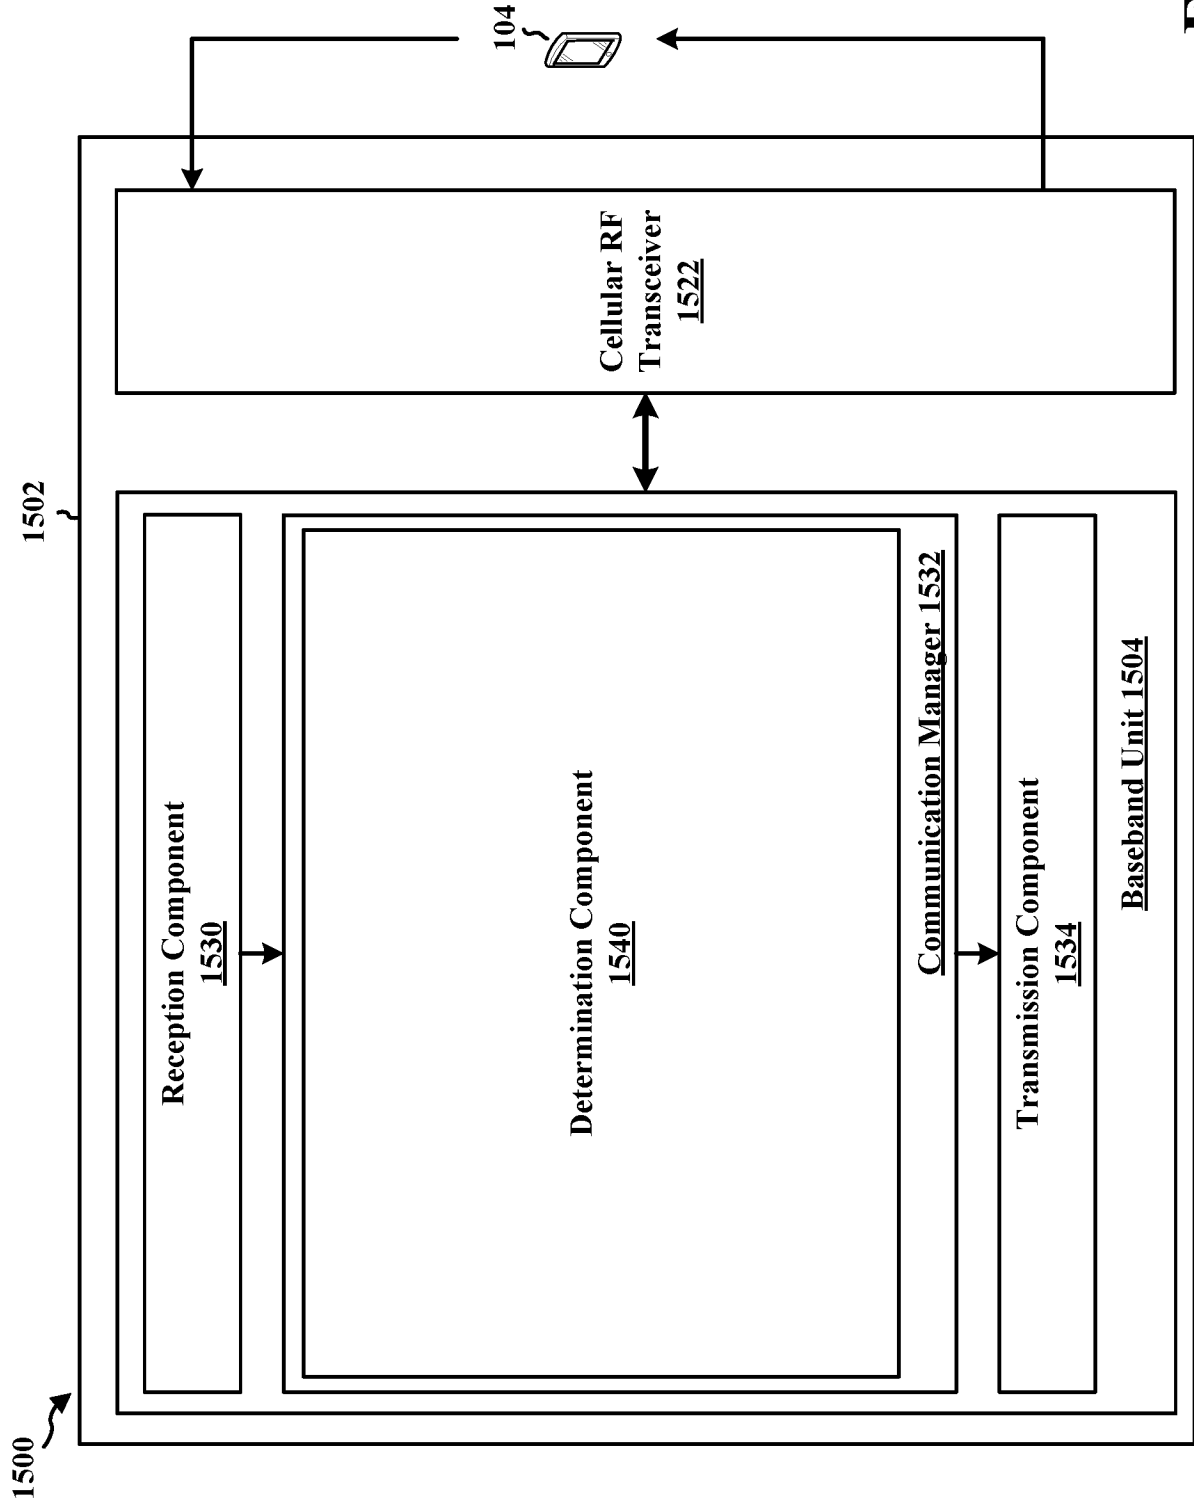 1500
1502
104
Reception Component
1530
Determination Component
1540
Communication Manager 1532
Transmission Component
1534
Baseband Unit 1504
Cellular RF
Transceiver
1522